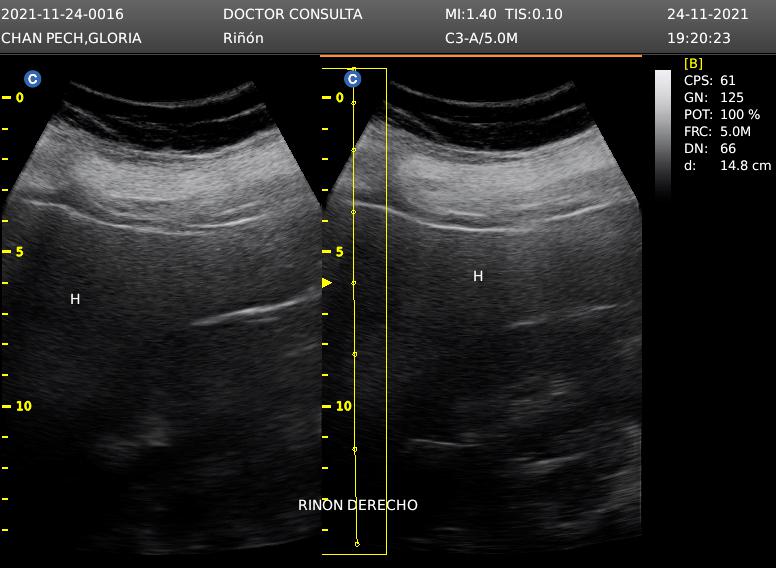 2021-11-24-0016 DOCTOR CONSULTA MI:1.40 TIS:0.10 24-11-2021
CHAN PECH,GLORIA Riñón C3-A/5.0M 19:20:23
[B]
CPS: 61
GN: 125
POT: 100 %
FRC: 5.0M
DN: 66
d: 14.8 cm
C
C
0
0
5
5
H
H
10
10
RINON DERECHO